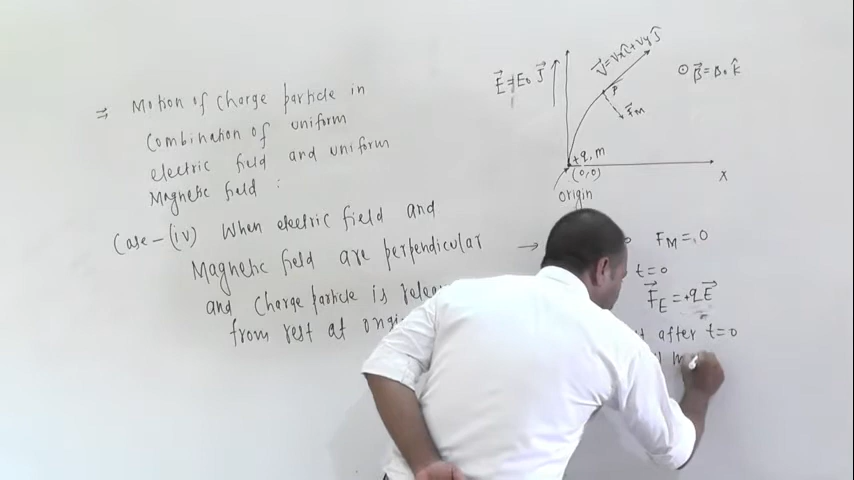 ⇒ Motion of charge particle in
Combination of uniform
electric field and uniform
Magnetic field :
Case-(iv) When electric field and
Magnetic field are perpendicular
and charge particle is
from rest at
E⃗ = E₀ ĵ
V⃗ = Vx î + Vy ĵ
⊙ B⃗ = B₀ k̂
P
F⃗M
+q, m
(0,0)
X
origin
→
F_M = 0
t=0
F⃗_E = +qE⃗
after t=0